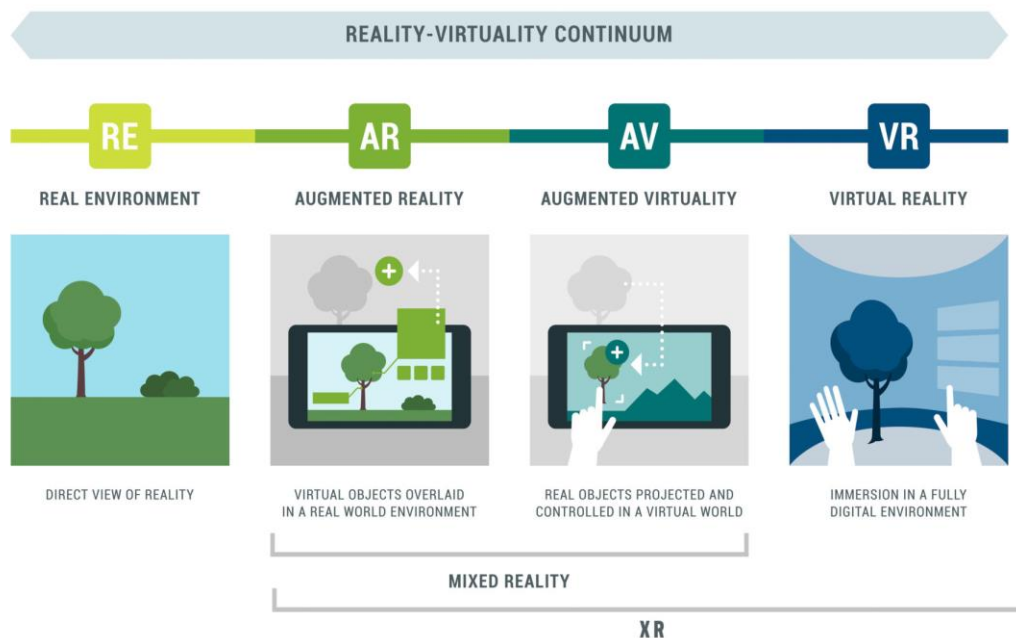 REALITY-VIRTUALITY CONTINUUM
RE
AR
AV
VR
REAL ENVIRONMENT
AUGMENTED REALITY
AUGMENTED VIRTUALITY
VIRTUAL REALITY
DIRECT VIEW OF REALITY
VIRTUAL OBJECTS OVERLAID
IN A REAL WORLD ENVIRONMENT
REAL OBJECTS PROJECTED AND
CONTROLLED IN A VIRTUAL WORLD
IMMERSION IN A FULLY
DIGITAL ENVIRONMENT
MIXED REALITY
XR